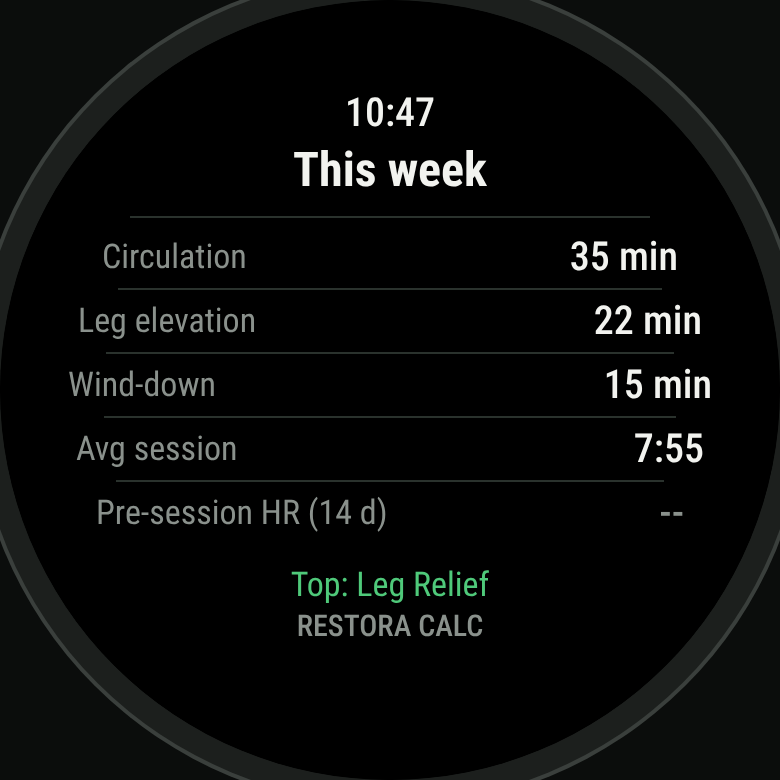 10:47
This week
Circulation 35 min
Leg elevation 22 min
Wind-down 15 min
Avg session 7:55
Pre-session HR (14 d) --
Top: Leg Relief
RESTORA CALC